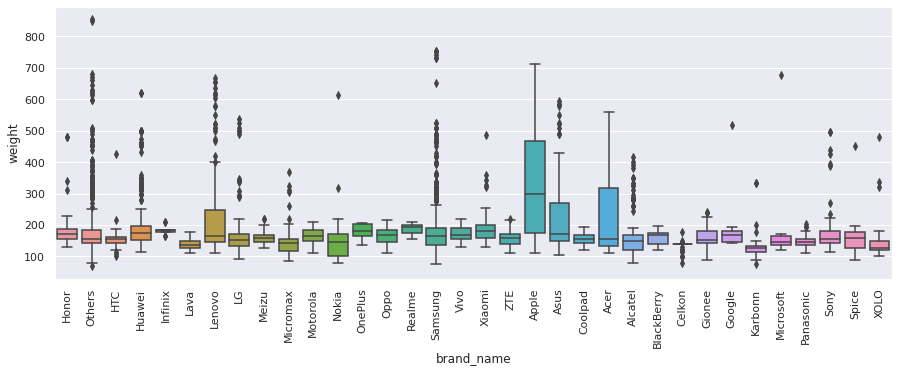 800
700
600
500
400
300
200
100
weight
Honor
Others
HTC
Huawei
Infinix
Lava
Lenovo
LG
Meizu
Micromax
Motorola
Nokia
OnePlus
Oppo
Realme
Samsung
Vivo
Xiaomi
ZTE
Apple
Asus
Coolpad
Acer
Alcatel
BlackBerry
Celkon
Gionee
Google
Karbonn
Microsoft
Panasonic
Sony
Spice
XOLO
brand_name